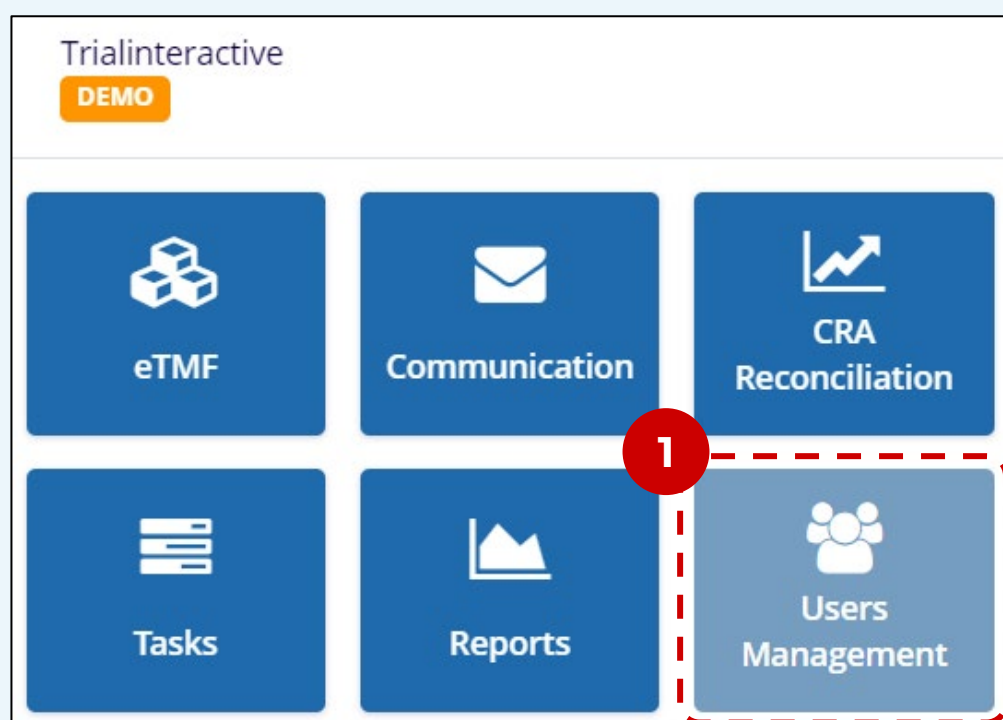 Trialinteractive
DEMO
eTMF
Communication
CRA
Reconciliation
1
Tasks
Reports
Users
Management